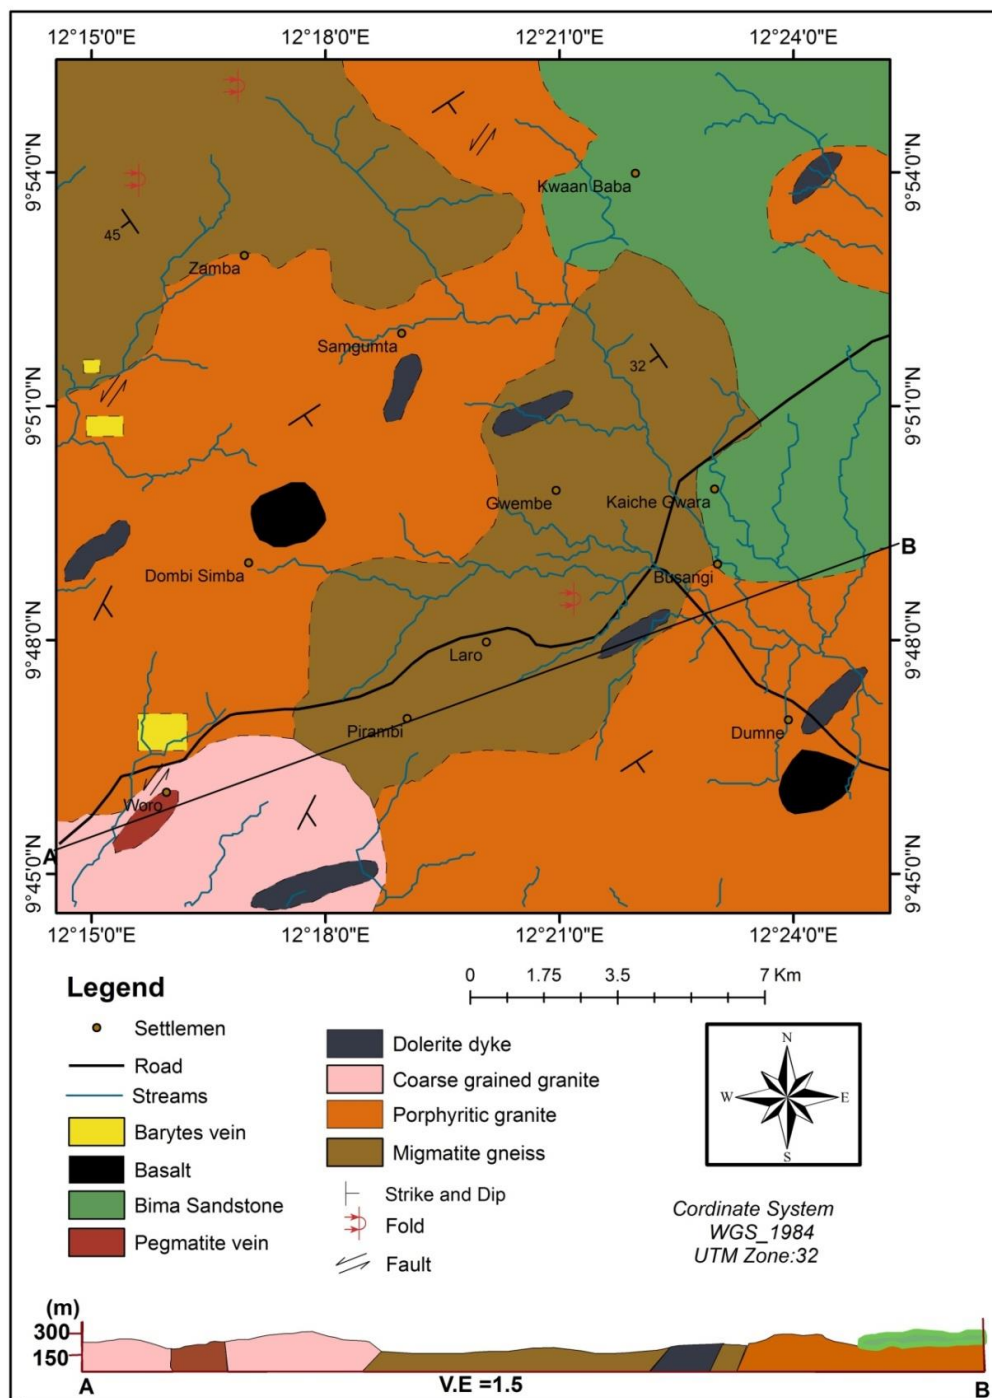 12°15'0"E 12°18'0"E 12°21'0"E 12°24'0"E
9°54'0"N 9°54'0"N
Kwaan Baba
45
Zamba
Samgumta
32
9°51'0"N 9°51'0"N
Gwembe Kaiche Gwara
B
Dombi Simba Busangi
9°48'0"N 9°48'0"N
Laro
Pirambi Dumne
Woro
A
9°45'0"N 9°45'0"N
12°15'0"E 12°18'0"E 12°21'0"E 12°24'0"E
Legend
0 1.75 3.5 7 Km
Settlemen
Road
Streams
Barytes vein
Basalt
Bima Sandstone
Pegmatite vein
Dolerite dyke
Coarse grained granite
Porphyritic granite
Migmatite gneiss
Strike and Dip
Fold
Fault
N
W E
S
Cordinate System
WGS_1984
UTM Zone:32
(m)
300
150
A V.E =1.5 B